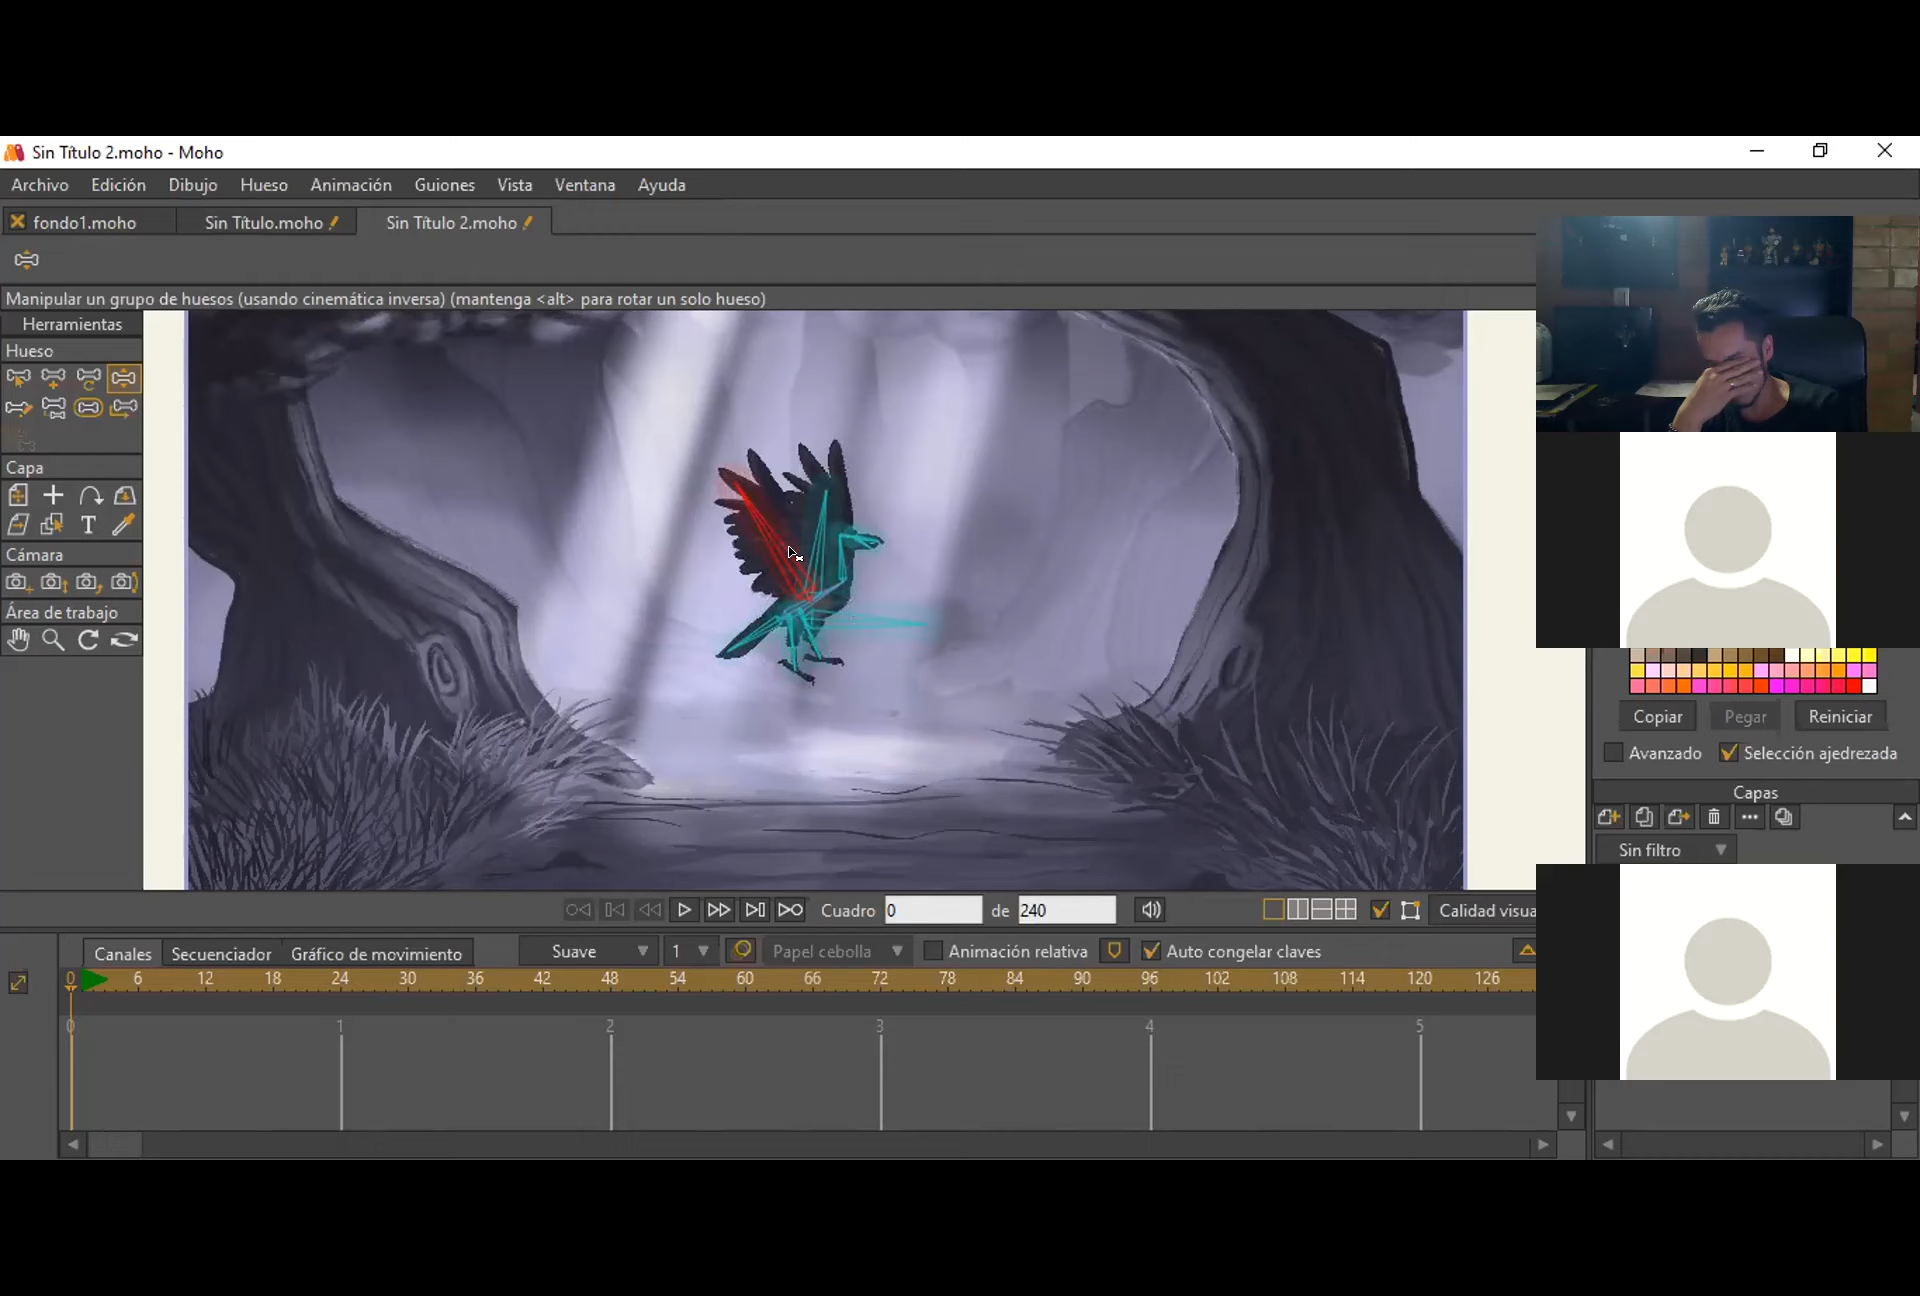 Sin Título 2.moho - Moho
Archivo Edición Dibujo Hueso Animación Guiones Vista Ventana Ayuda
fondo1.moho Sin Título.moho Sin Título 2.moho
Manipular un grupo de huesos (usando cinemática inversa) (mantenga <alt> para rotar un solo hueso)
Herramientas
Hueso
Capa
T
Cámara
Área de trabajo
Copiar Pegar Reiniciar
Avanzado Selección ajedrezada
Capas
Sin filtro
Cuadro 0 de 240 Calidad visua
Canales Secuenciador Gráfico de movimiento Suave 1 Papel cebolla Animación relativa Auto congelar claves
0 6 12 18 24 30 36 42 48 54 60 66 72 78 84 90 96 102 108 114 120 126
0 1 2 3 4 5